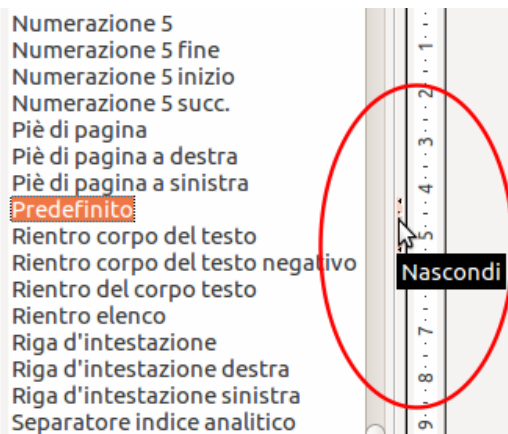 Numerazione 5
Numerazione 5 fine
Numerazione 5 inizio
Numerazione 5 succ.
Piè di pagina
Piè di pagina a destra
Piè di pagina a sinistra
Predefinito
Rientro corpo del testo
Rientro corpo del testo negativo
Rientro del corpo testo
Rientro elenco
Riga d'intestazione
Riga d'intestazione destra
Riga d'intestazione sinistra
Separatore indice analitico
1
2
3
4
5
Nascondi
7
8
9